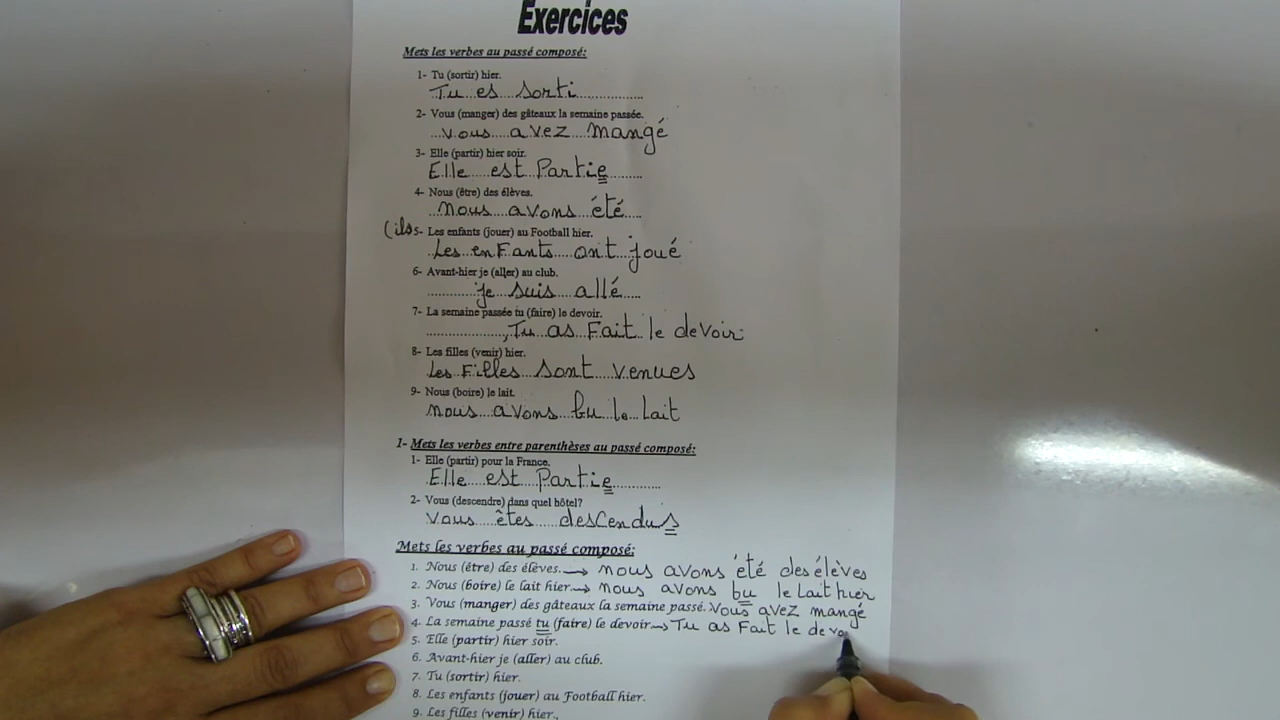 Exercices
Mets les verbes au passé composé:
1- Tu (sortir) hier.
Tu es sorti
2- Vous (manger) des gâteaux la semaine passée.
Vous avez mangé
3- Elle (partir) hier soir.
Elle est Partie
4- Nous (être) des élèves.
nous avons été
(ils 5- Les enfants (jouer) au Football hier.
Les enFants ont joué
6- Avant-hier je (aller) au club.
je suis allé
7- La semaine passée tu (faire) le devoir.
, Tu as Fait le devoir
8- Les filles (venir) hier.
Les Filles sont venues
9- Nous (boire) le lait.
nous avons bu le Lait
1- Mets les verbes entre parenthèses au passé composé:
1- Elle (partir) pour la France.
Elle est Partie
2- Vous (descendre) dans quel hôtel?
Vous êtes descendus
Mets les verbes au passé composé:
1. Nous (être) des élèves. → nous avons été des élèves
2. Nous (boire) le lait hier. → nous avons bu le Lait hier
3. Vous (manger) des gâteaux la semaine passé. Vous avez mangé
4. La semaine passé tu (faire) le devoir → Tu as Fait le devo
5. Elle (partir) hier soir.
6. Avant-hier je (aller) au club.
7. Tu (sortir) hier.
8. Les enfants (jouer) au Football hier.
9. Les filles (venir) hier.,